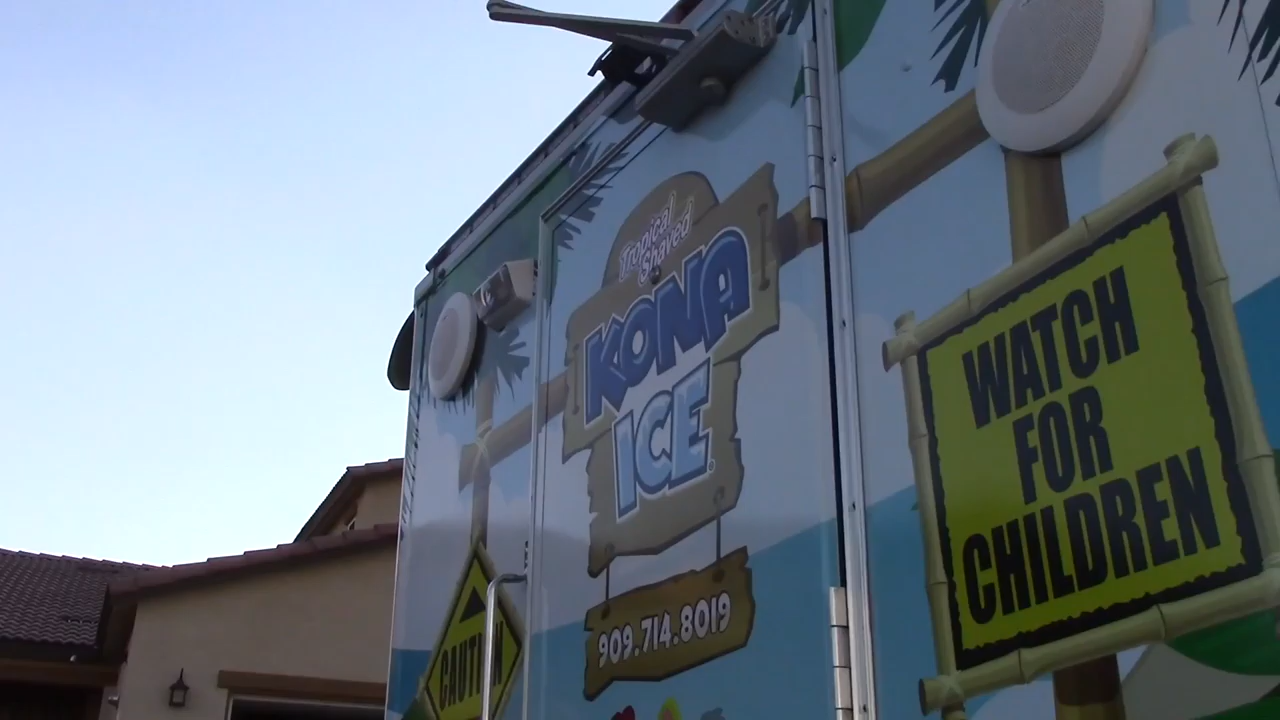 Tropical
Shaved
KONA
ICE
909.714.8019
CAUTION
WATCH
FOR
CHILDREN